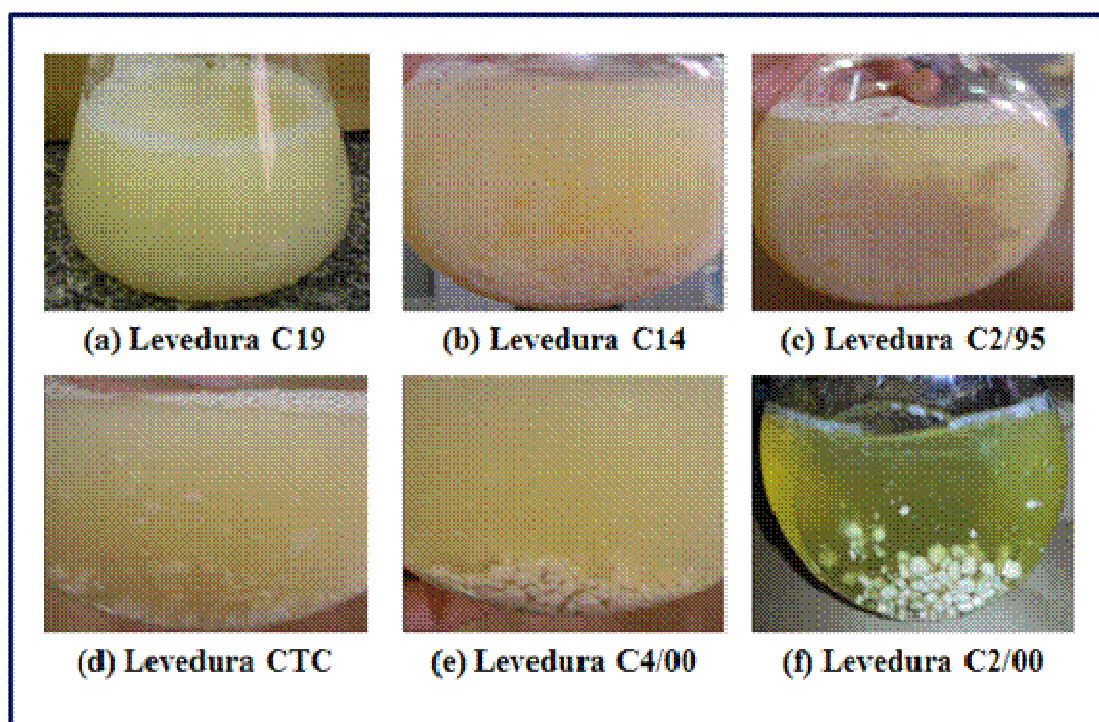 (a) Levedura C19
(b) Levedura C14
(c) Levedura C2/95
(d) Levedura CTC
(e) Levedura C4/00
(f) Levedura C2/00